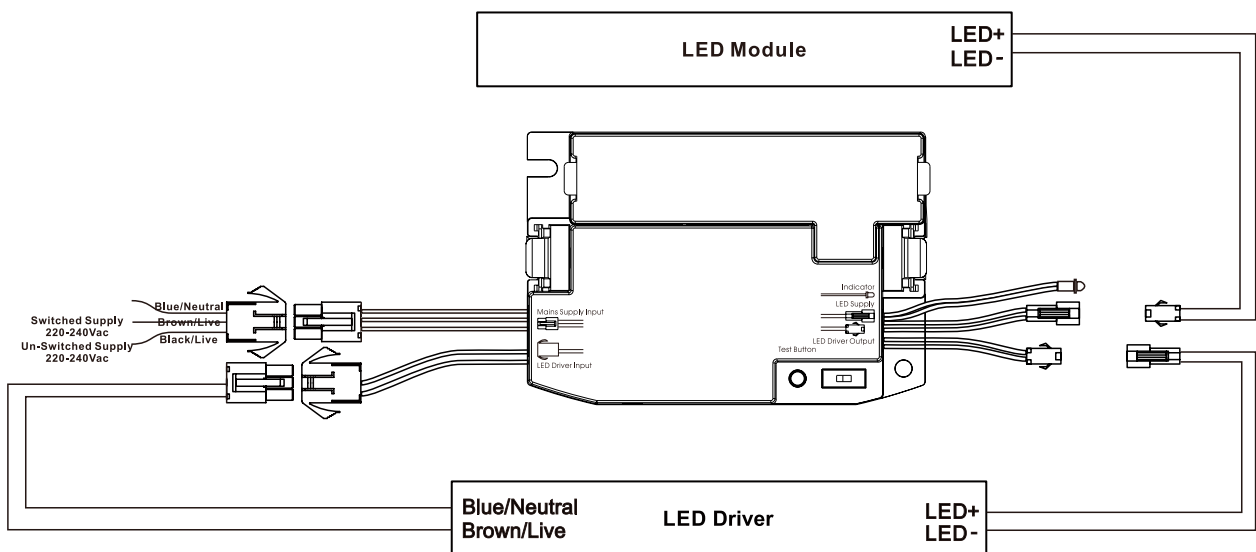 LED Module
LED+
LED-
Indicator
LED Supply
Mains Supply Input
LED Driver Output
Test Button
LED Driver Input
Blue/Neutral
Switched Supply
220-240Vac
Brown/Live
Un-Switched Supply
220-240Vac
Black/Live
Blue/Neutral
Brown/Live
LED Driver
LED+
LED-